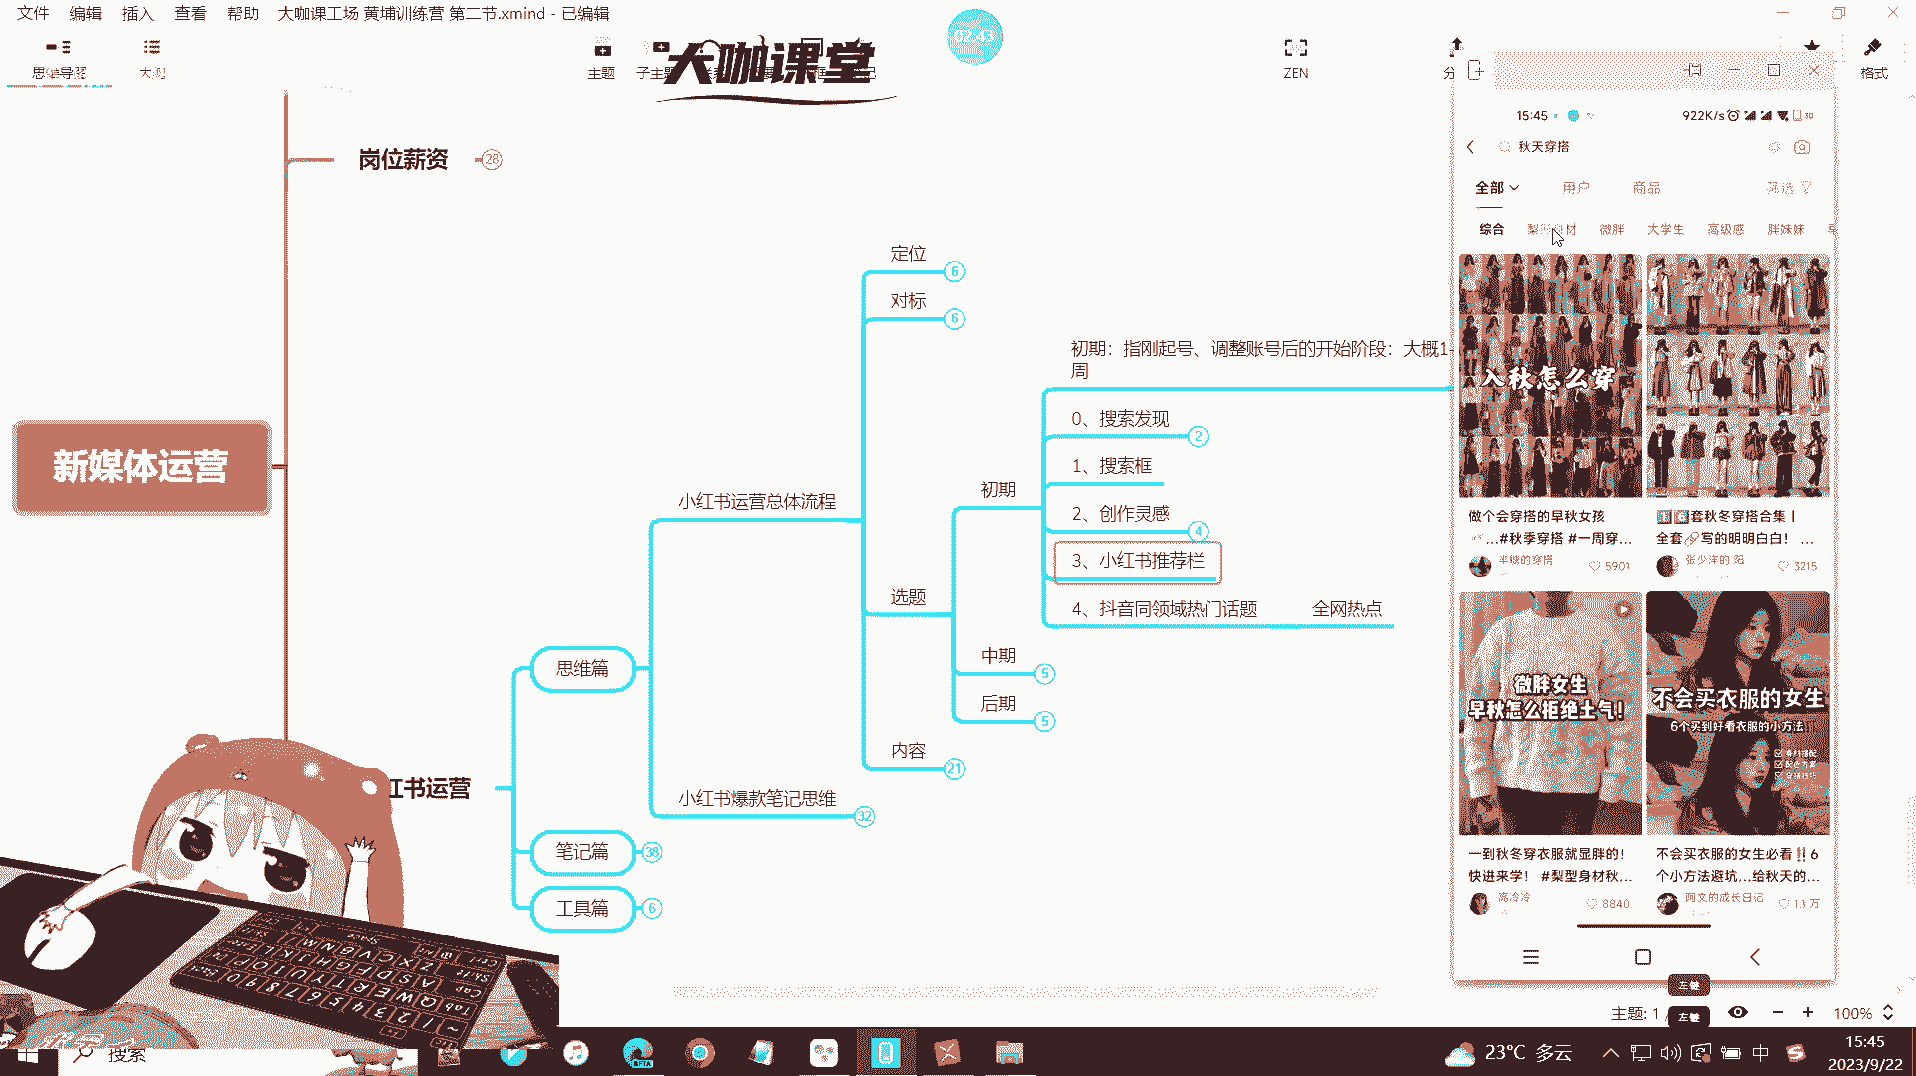 文件 编辑 插入 查看 帮助 大咖课工场 黄埔训练营 第二节.xmind - 已编辑
思维导图 大纲 主题 大咖课堂 ZEN 格式
岗位薪资 28
新媒体运营
定位 6
对标 6
初期：指刚起号、调整账号后的开始阶段：大概1-
周
0、搜索发现 2
1、搜索框
初期
2、创作灵感 4
小红书运营总体流程
3、小红书推荐栏
选题
4、抖音同领域热门话题 全网热点
中期 5
思维篇
后期 5
内容 21
红书运营
小红书爆款笔记思维 32
笔记篇 38
工具篇 6
15:45 922K/s 30
秋天穿搭
全部 用户 商品 筛选
综合 梨形身材 微胖 大学生 高级感 胖妹妹
入秋怎么穿
做个会穿搭的早秋女孩
...#秋季穿搭 #一周穿...
半晓的穿搭 5901
套秋冬穿搭合集丨
全套🔗写的明明白白！ ...
3215
微胖女生
早秋怎么拒绝土气！
一到秋冬穿衣服就显胖的！
快进来学！ #梨型身材秋...
高冷冷 8840
不会买衣服的女生
6个买到好看衣服的小方法
不会买衣服的女生必看‼️6
个小方法避坑...给秋天的...
阿文的成长日记 1.3 万
左键
主题: 1 /
左键
100%
搜索
23°C 多云
中
15:45
2023/9/22